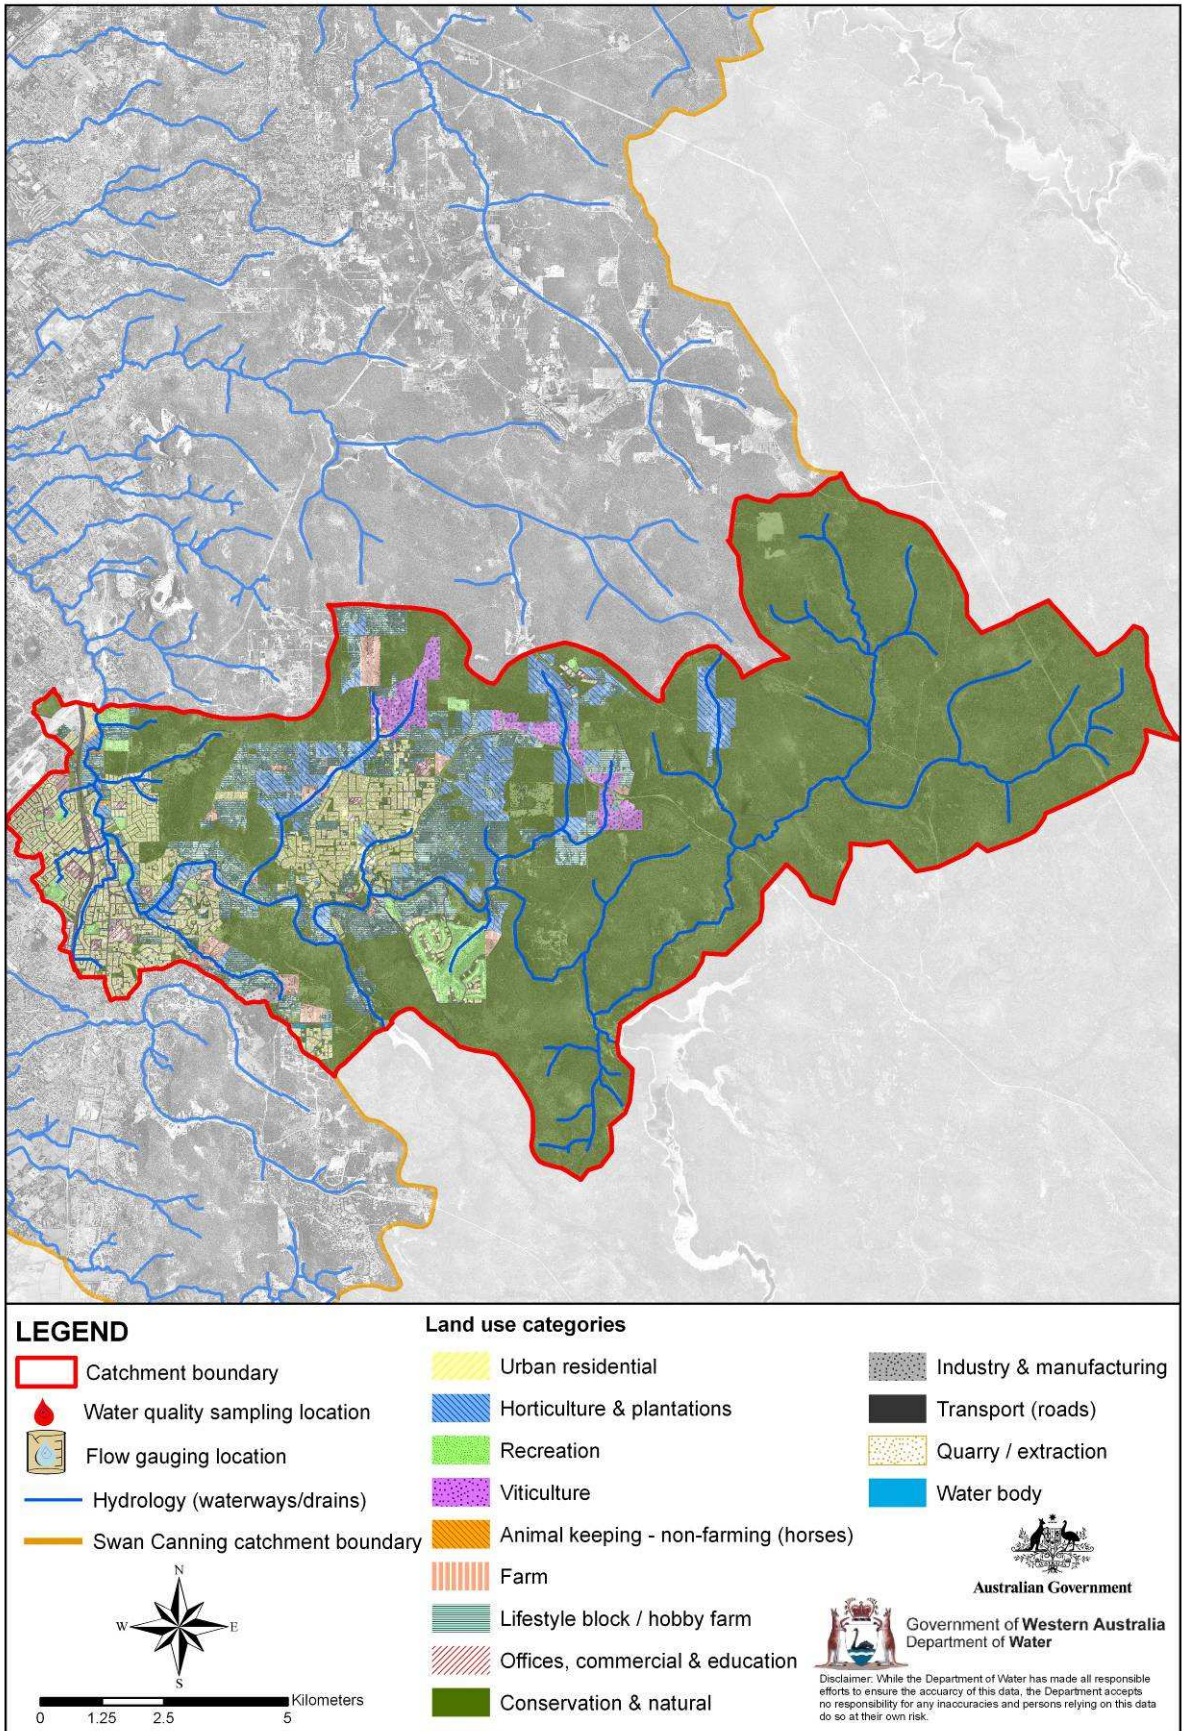 LEGEND
Catchment boundary
Water quality sampling location
Flow gauging location
Hydrology (waterways/drains)
Swan Canning catchment boundary
N
W
E
S
Kilometers
0 1.25 2.5 5
Land use categories
Urban residential
Horticulture & plantations
Recreation
Viticulture
Animal keeping - non-farming (horses)
Farm
Lifestyle block / hobby farm
Offices, commercial & education
Conservation & natural
Industry & manufacturing
Transport (roads)
Quarry / extraction
Water body
Australian Government
Government of Western Australia
Department of Water
Disclaimer: While the Department of Water has made all responsible
efforts to ensure the accuarcy of this data, the Department accepts
no responsibility for any inaccuracies and persons relying on this data
do so at their own risk.